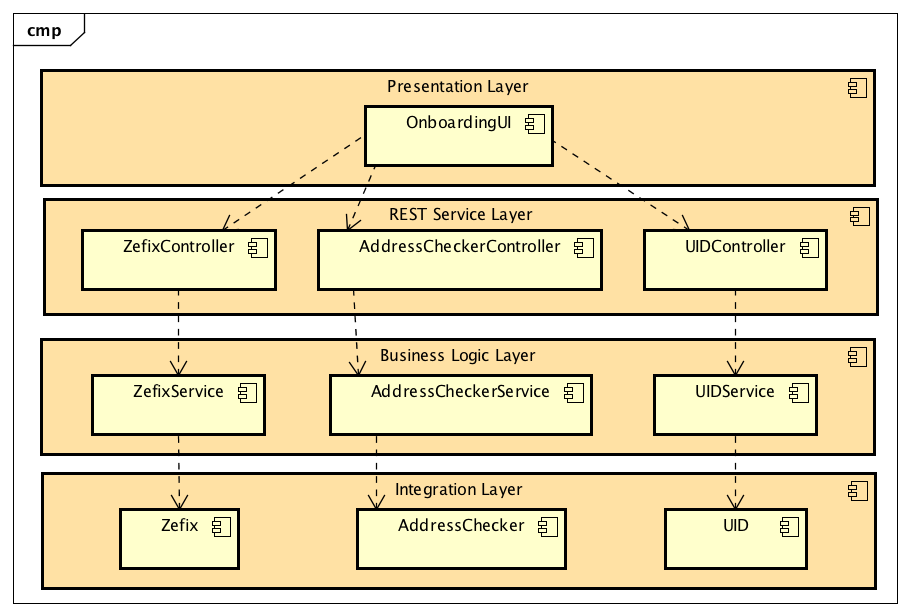 cmp
Presentation Layer
OnboardingUI
REST Service Layer
ZefixController
AddressCheckerController
UIDController
Business Logic Layer
ZefixService
AddressCheckerService
UIDService
Integration Layer
Zefix
AddressChecker
UID